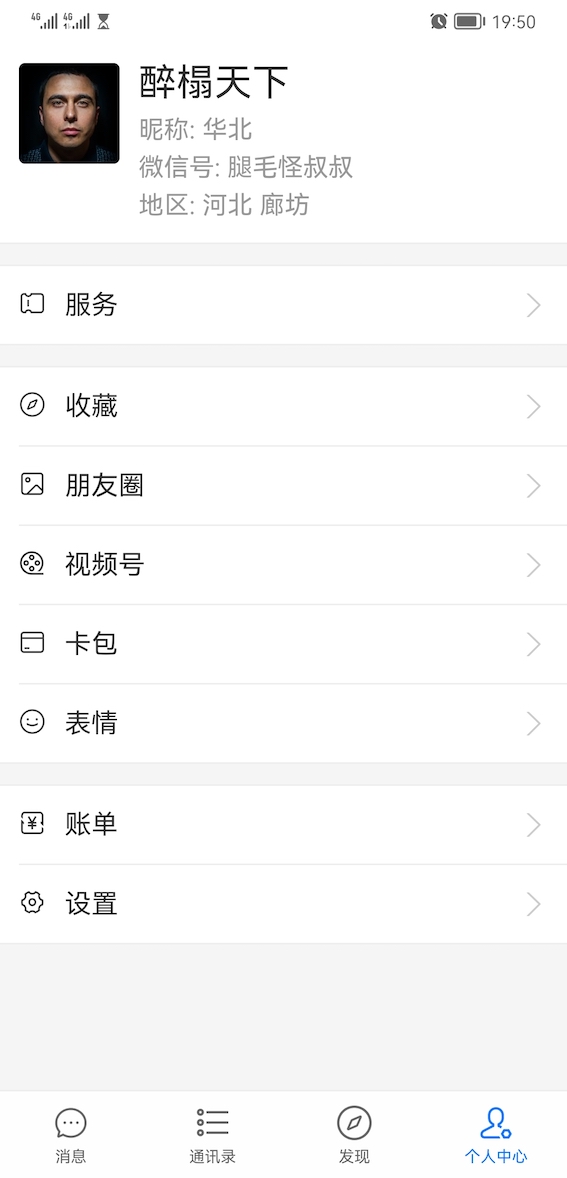 4G 4G 19:50
醉榻天下
昵称: 华北
微信号: 腿毛怪叔叔
地区: 河北 廊坊
服务
收藏
朋友圈
视频号
卡包
表情
账单
设置
消息 通讯录 发现 个人中心